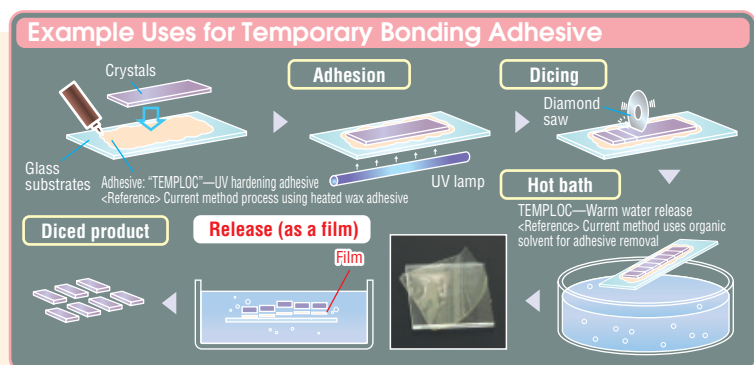 Example Uses for Temporary Bonding Adhesive
Crystals
Glass
substrates
Adhesive: “TEMPLOC”—UV hardening adhesive
<Reference> Current method process using heated wax adhesive
Adhesion
UV lamp
Dicing
Diamond
saw
Hot bath
TEMPLOC—Warm water release
<Reference> Current method uses organic
solvent for adhesive removal
Release (as a film)
Film
Diced product